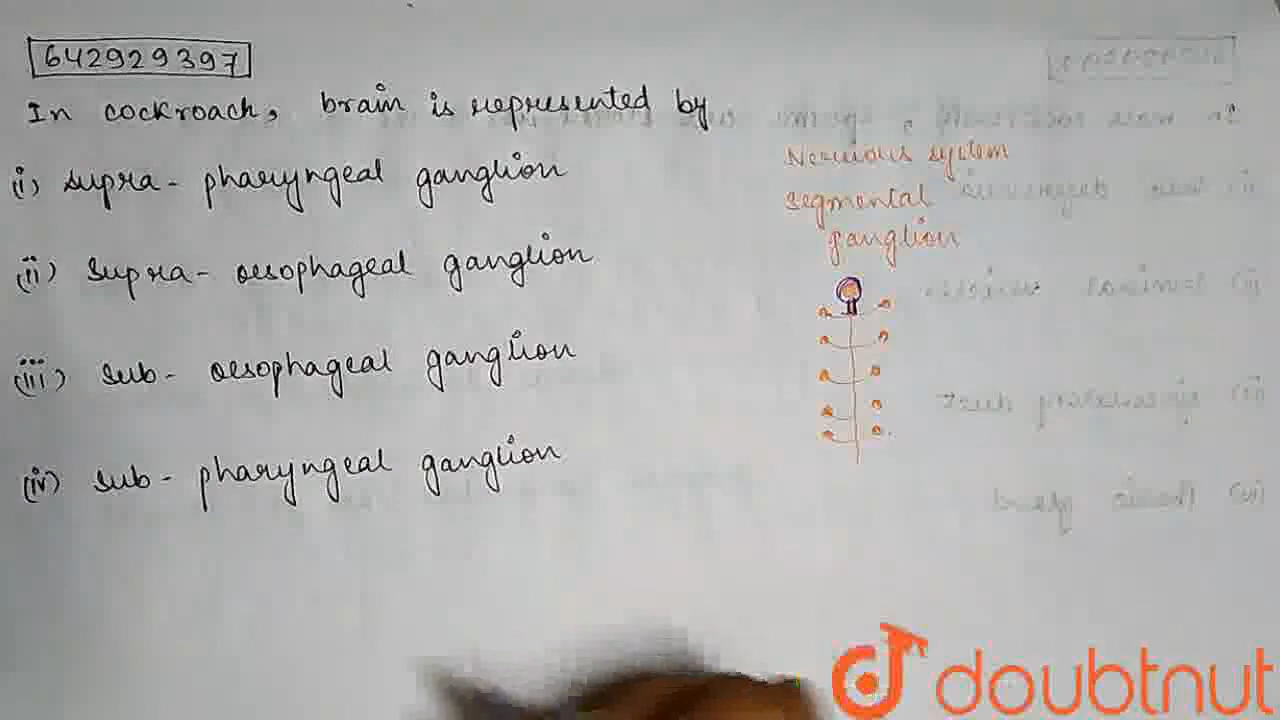 642929397
In cockroach, brain is represented by
(i) supra- pharyngeal ganglion
(ii) supra- oesophageal ganglion
(iii) sub- oesophageal ganglion
(iv) sub- pharyngeal ganglion
Nervous system
segmental
ganglion
doubtnut